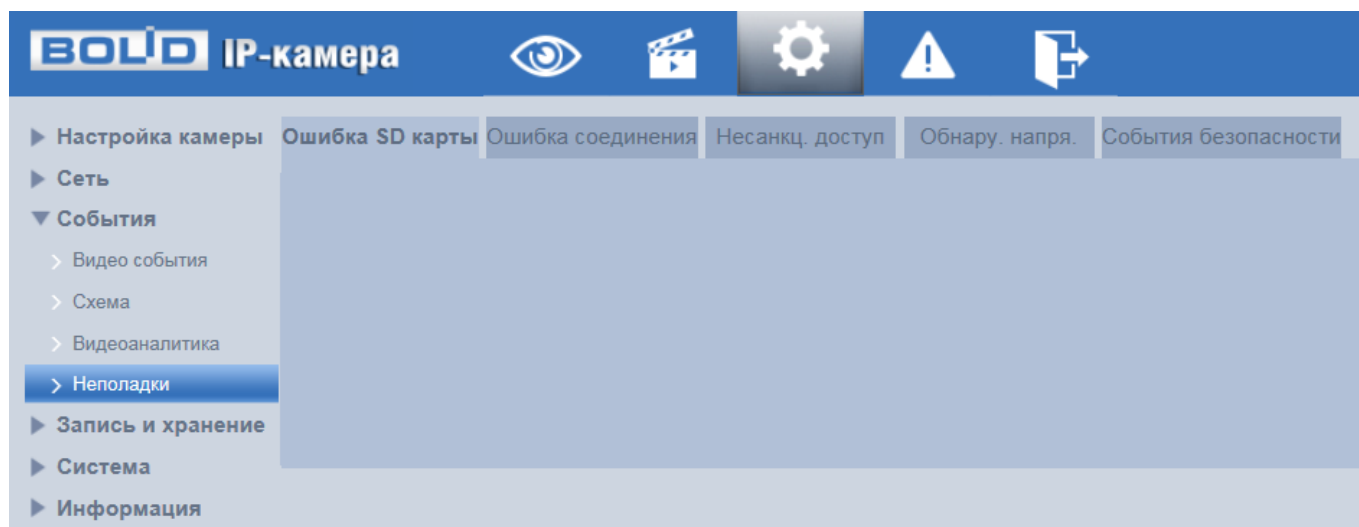 BOLID IP-камера
Настройка камеры
Ошибка SD карты
Ошибка соединения
Несанкц. доступ
Обнару. напря.
События безопасности
Сеть
События
Видео события
Схема
Видеоаналитика
Неполадки
Запись и хранение
Система
Информация